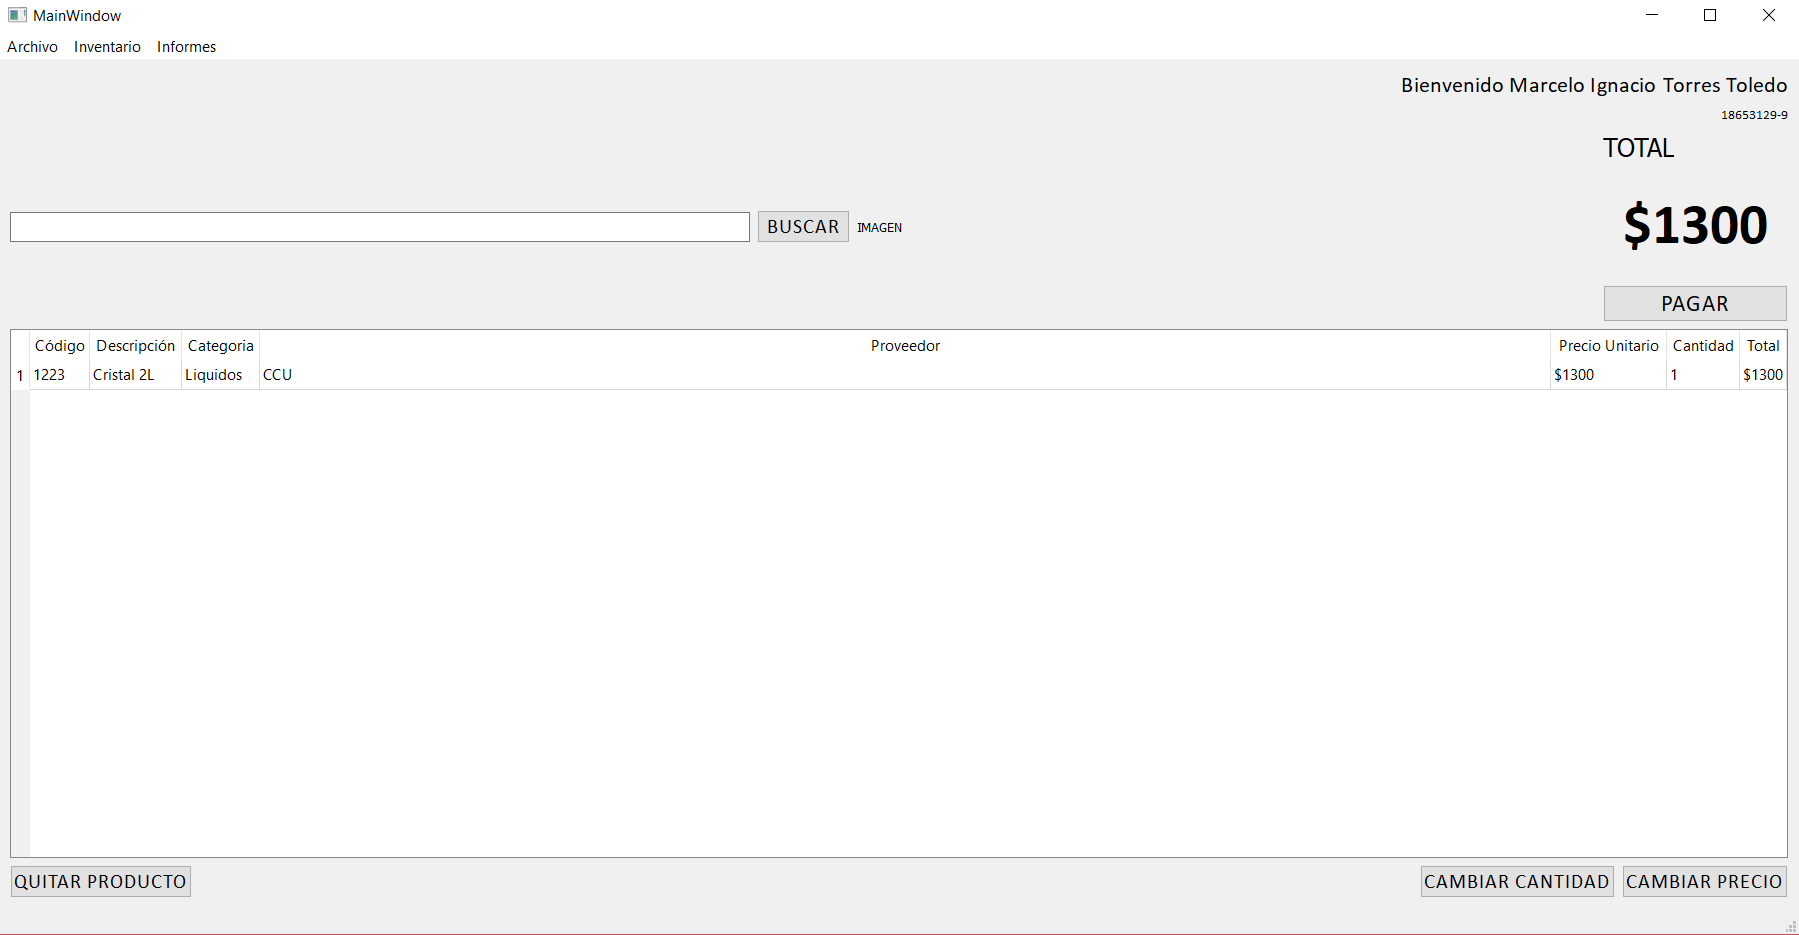 MainWindow
Archivo Inventario Informes
Bienvenido Marcelo Ignacio Torres Toledo
18653129-9
TOTAL
BUSCAR IMAGEN $1300
PAGAR
Código Descripción Categoria Proveedor Precio Unitario Cantidad Total
1 1223 Cristal 2L Liquidos CCU $1300 1 $1300
QUITAR PRODUCTO CAMBIAR CANTIDAD CAMBIAR PRECIO